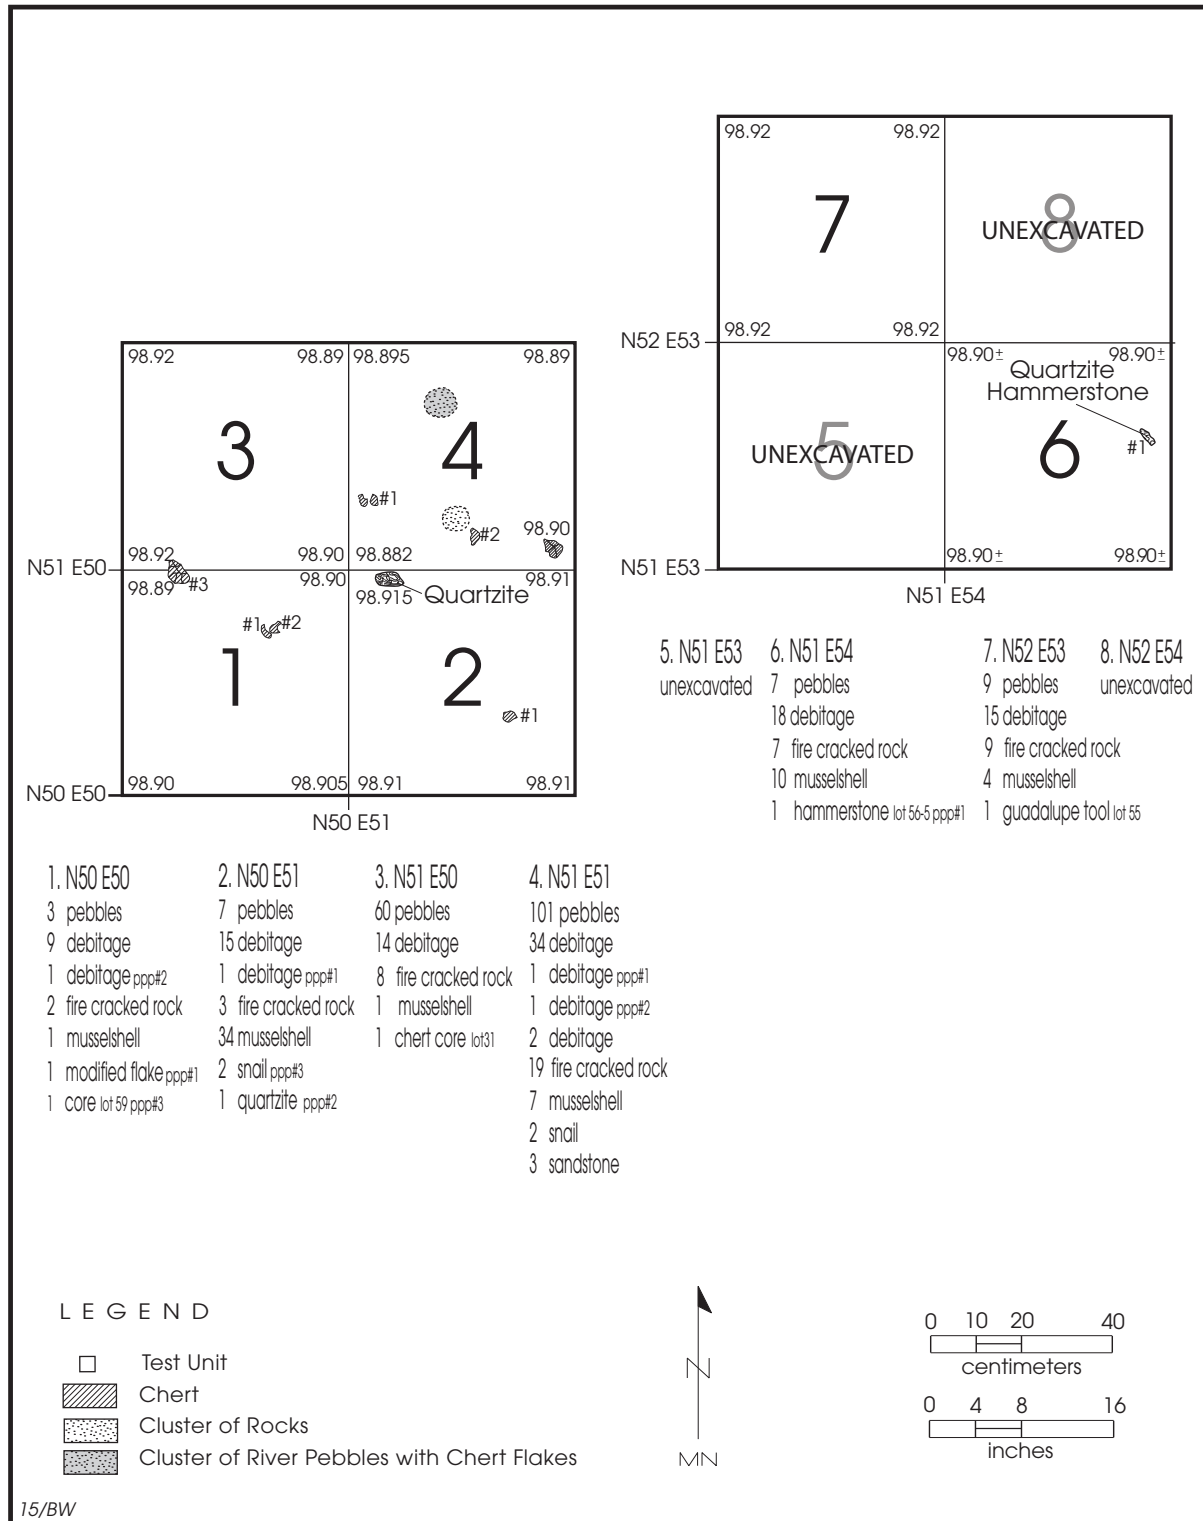 98.92 98.92
7
8
UNEXCAVATED
98.92 98.92
N52 E53
98.90± 98.90±
Quartzite
Hammerstone
#1
5
UNEXCAVATED
6
98.90± 98.90±
N51 E53
N51 E54
98.92 98.89 98.895 98.89
3
4
#1
#2
98.90
98.92 98.90 98.882
N51 E50
98.89 #3 98.90 98.91
98.915 Quartzite
#1 #2
1
2
#1
98.90 98.905 98.91 98.91
N50 E50
N50 E51
5. N51 E53
unexcavated
6. N51 E54
7 pebbles
18 debitage
7 fire cracked rock
10 musselshell
1 hammerstone lot 56-5 ppp#1
7. N52 E53
9 pebbles
15 debitage
9 fire cracked rock
4 musselshell
1 guadalupe tool lot 55
8. N52 E54
unexcavated
1. N50 E50
3 pebbles
9 debitage
1 debitage ppp#2
2 fire cracked rock
1 musselshell
1 modified flake ppp#1
1 core lot 59 ppp#3
2. N50 E51
7 pebbles
15 debitage
1 debitage ppp#1
3 fire cracked rock
34 musselshell
2 snail ppp#3
1 quartzite ppp#2
3. N51 E50
60 pebbles
14 debitage
8 fire cracked rock
1 musselshell
1 chert core lot31
4. N51 E51
101 pebbles
34 debitage
1 debitage ppp#1
1 debitage ppp#2
2 debitage
19 fire cracked rock
7 musselshell
2 snail
3 sandstone
LEGEND
Test Unit
Chert
Cluster of Rocks
Cluster of River Pebbles with Chert Flakes
N
MN
0 10 20 40
centimeters
0 4 8 16
inches
15/BW